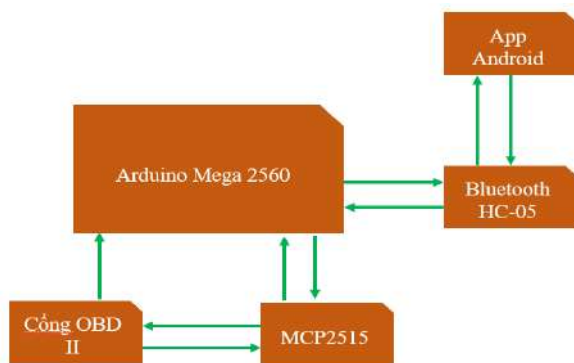 App
Android
Arduino Mega 2560
Bluetooth
HC-05
Cổng OBD
II
MCP2515